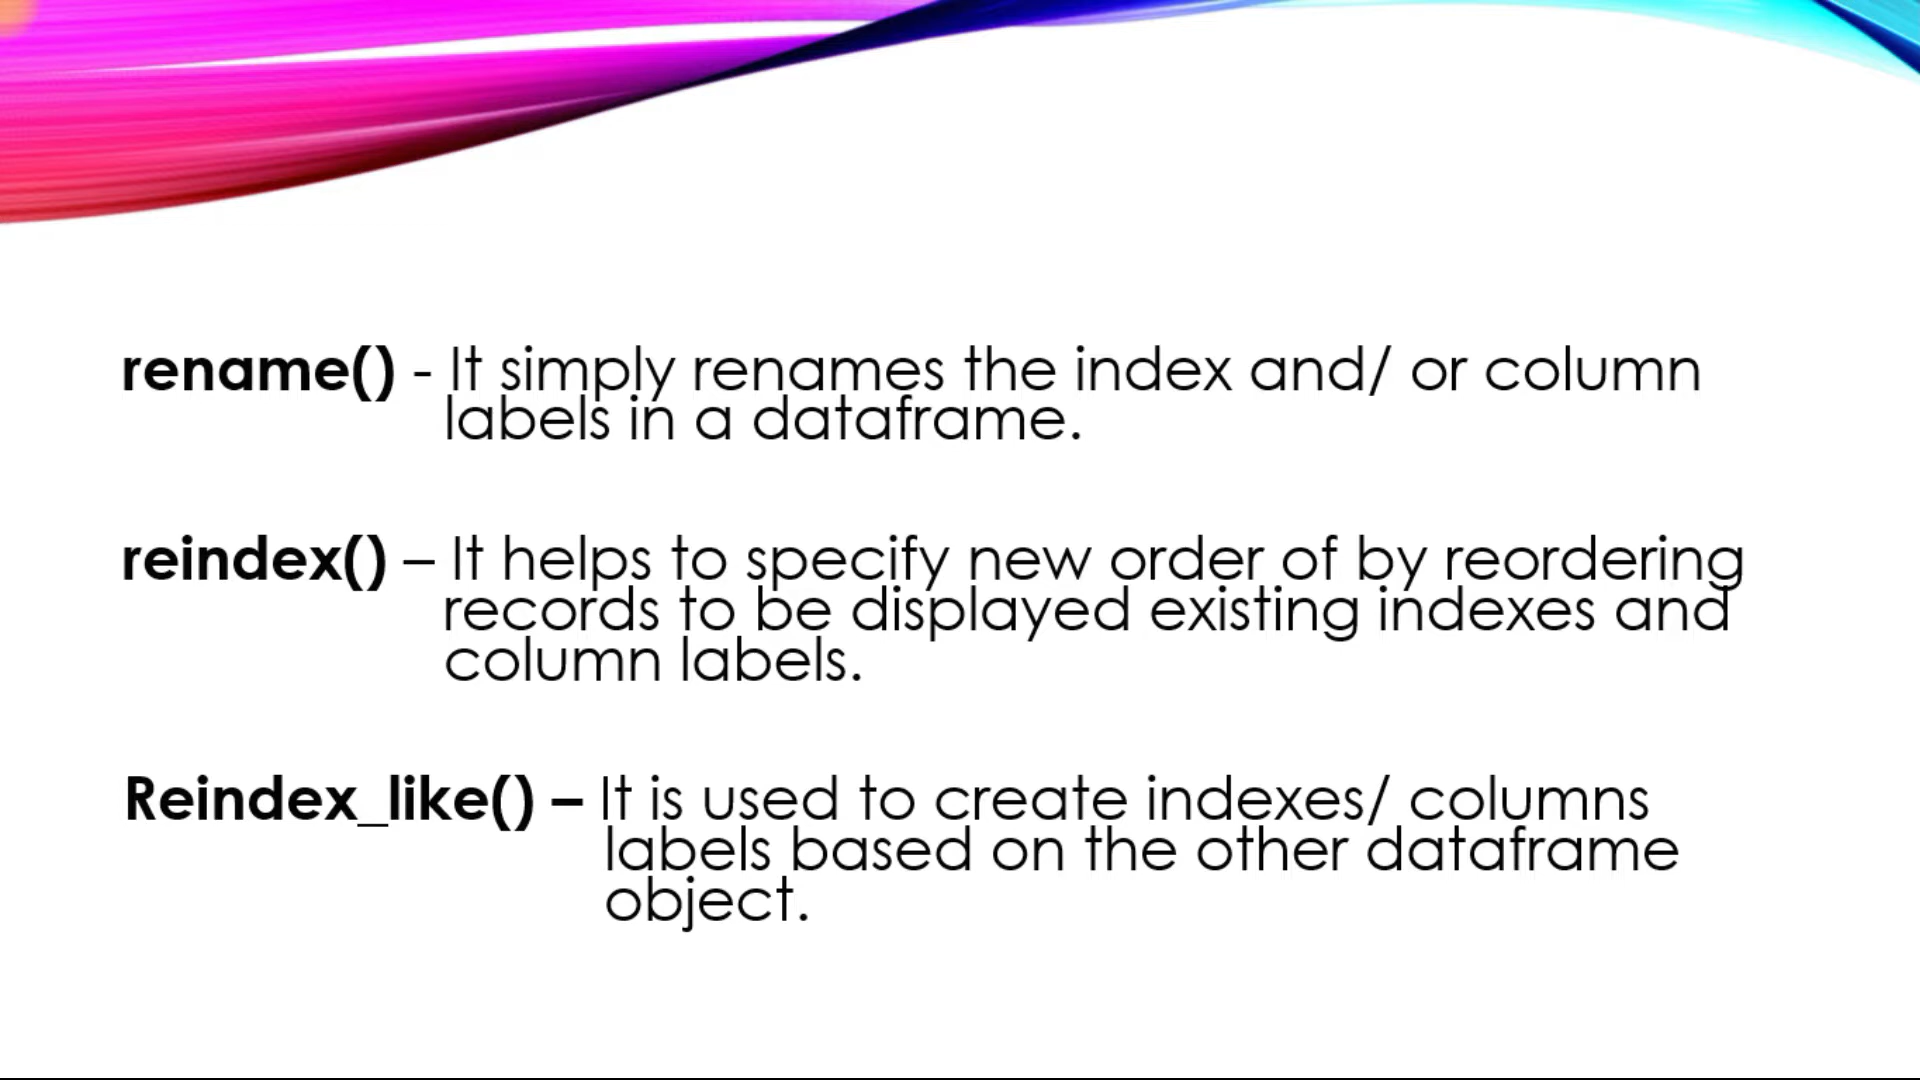 rename() - It simply renames the index and/ or column
labels in a dataframe.
reindex() – It helps to specify new order of by reordering
records to be displayed existing indexes and
column labels.
Reindex_like() – It is used to create indexes/ columns
labels based on the other dataframe
object.